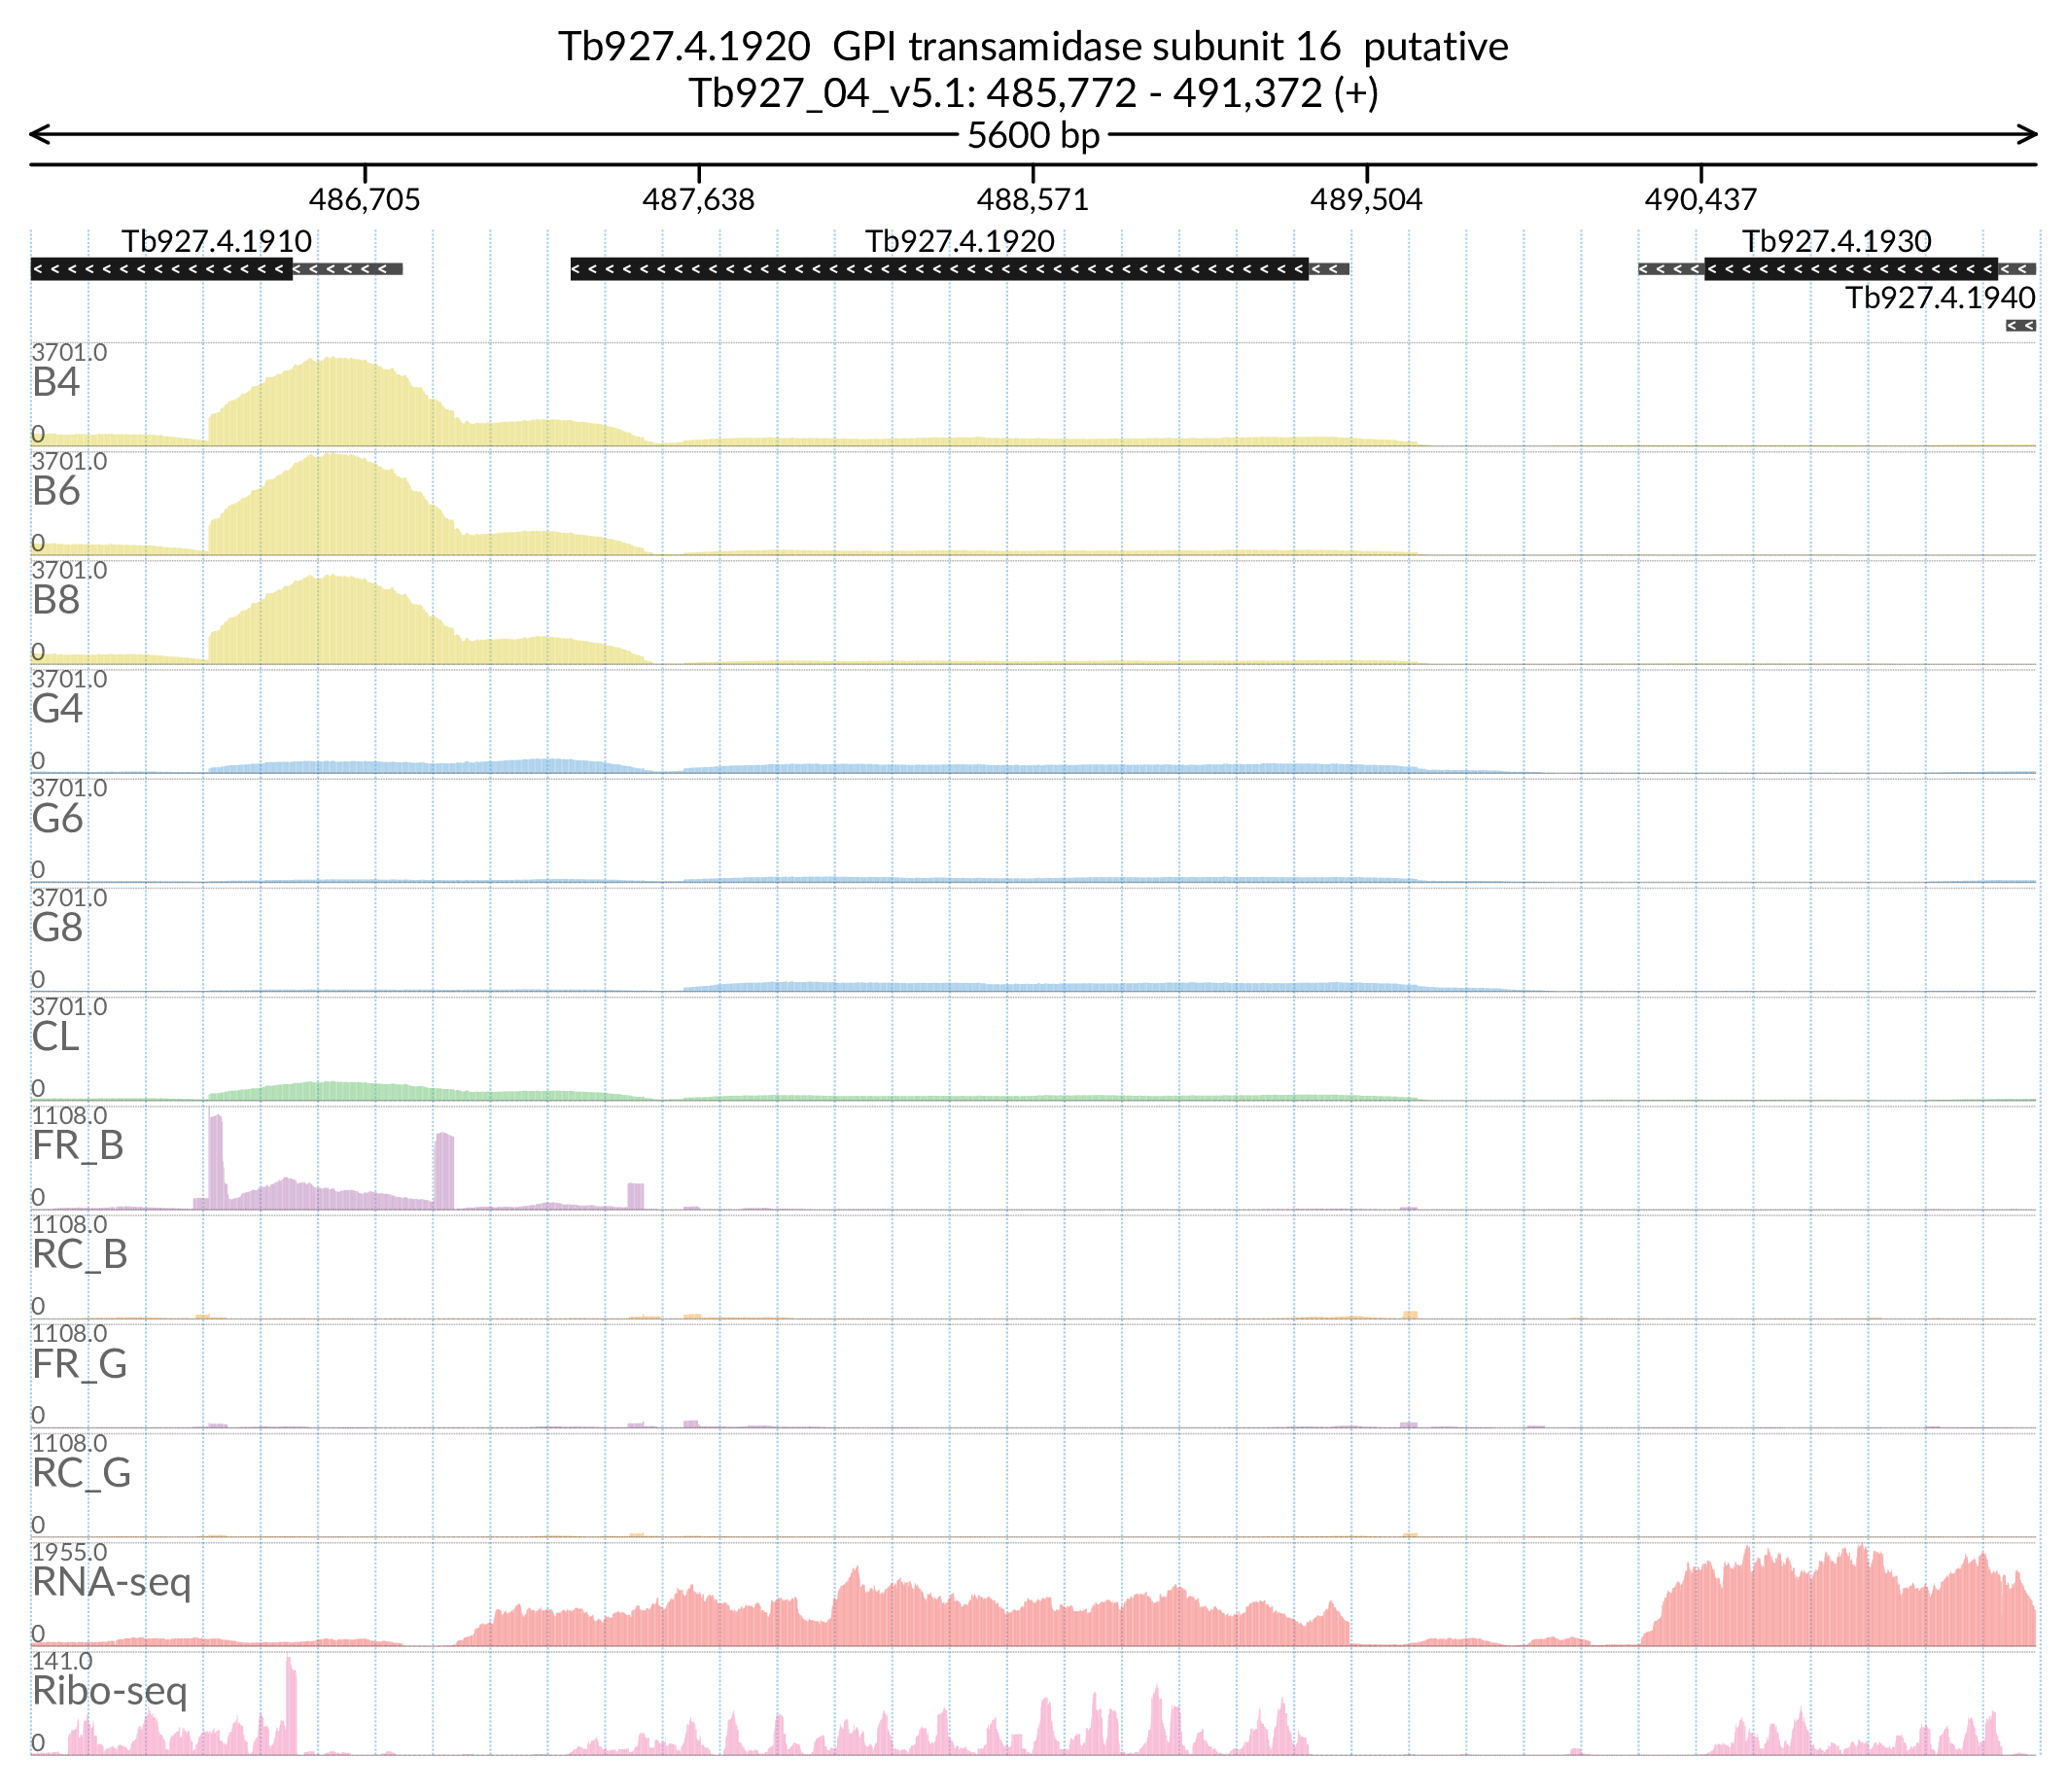 Tb927.4.1920 GPI transamidase subunit 16 putative
Tb927_04_v5.1: 485,772 - 491,372 (+)
5600 bp
486,705 487,638 488,571 489,504 490,437
Tb927.4.1910 Tb927.4.1920 Tb927.4.1930
Tb927.4.1940
3701.0
B4
0
3701.0
B6
0
3701.0
B8
0
3701.0
G4
0
3701.0
G6
0
3701.0
G8
0
3701.0
CL
0
1108.0
FR_B
0
1108.0
RC_B
0
1108.0
FR_G
0
1108.0
RC_G
0
1955.0
RNA-seq
0
141.0
Ribo-seq
0